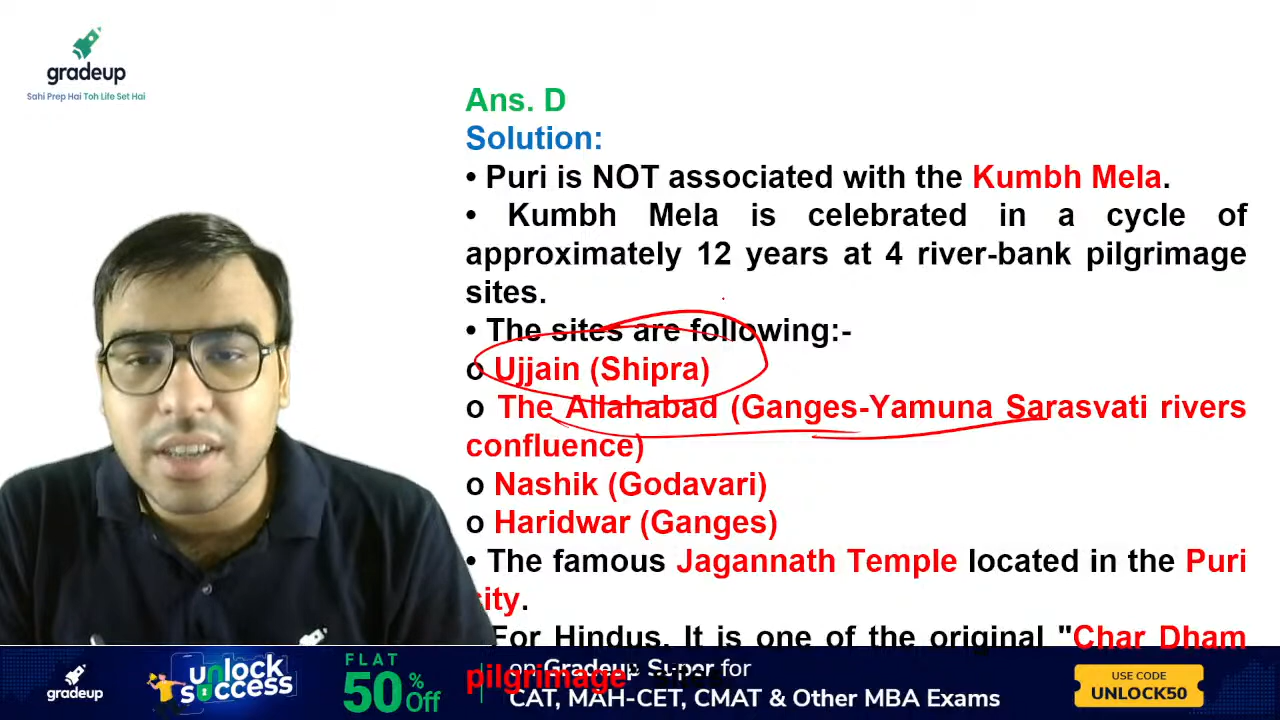 gradeup
Sahi Prep Hai Toh Life Set Hai
Ans. D
Solution:
• Puri is NOT associated with the Kumbh Mela.
• Kumbh Mela is celebrated in a cycle of
approximately 12 years at 4 river-bank pilgrimage
sites.
• The sites are following:-
o Ujjain (Shipra)
o The Allahabad (Ganges-Yamuna Sarasvati rivers
confluence)
o Nashik (Godavari)
o Haridwar (Ganges)
• The famous Jagannath Temple located in the Puri
city.
For Hindus. It is one of the original "Char Dham
pilgrimage"
gradeup
unlock
success
FLAT
50% Off
on Gradeup Super for
CAT, MAH-CET, CMAT & Other MBA Exams
USE CODE
UNLOCK50